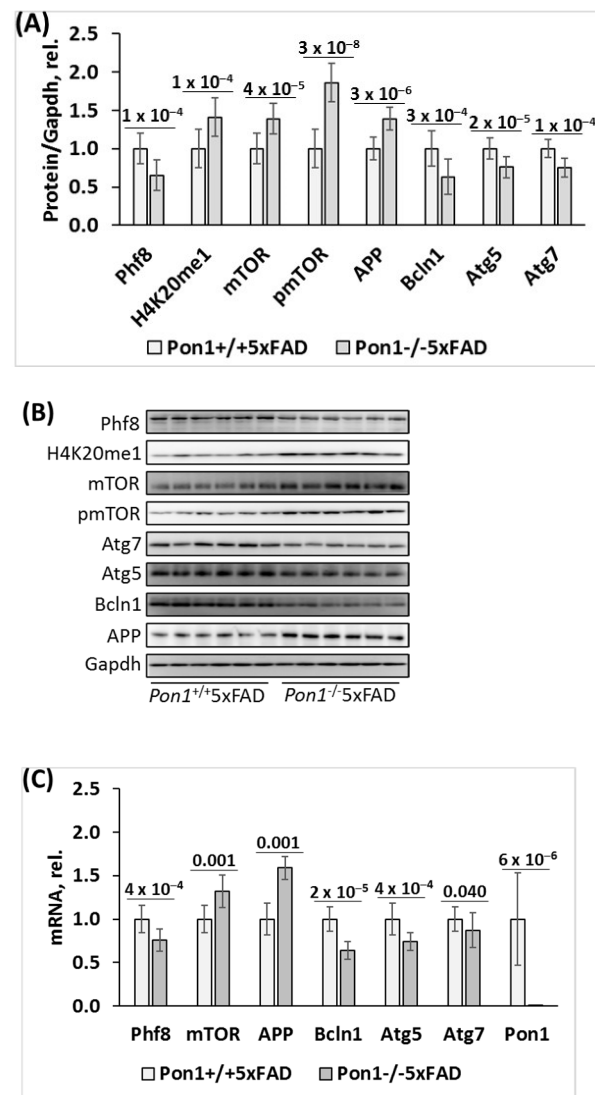 (A)
Protein/Gapdh, rel.
2.5
2.0
1.5
1.0
0.5
0.0
1 x 10⁻⁴
1 x 10⁻⁴
4 x 10⁻⁵
3 x 10⁻⁸
3 x 10⁻⁶
3 x 10⁻⁴
2 x 10⁻⁵
1 x 10⁻⁴
Phf8
H4K20me1
mTOR
pmTOR
APP
Bcln1
Atg5
Atg7
Pon1+/+5xFAD Pon1-/-5xFAD
(B)
Phf8
H4K20me1
mTOR
pmTOR
Atg7
Atg5
Bcln1
APP
Gapdh
Pon1⁺/⁺5xFAD Pon1⁻/⁻5xFAD
(C)
mRNA, rel.
2.5
2.0
1.5
1.0
0.5
0.0
4 x 10⁻⁴
0.001
0.001
2 x 10⁻⁵
4 x 10⁻⁴
0.040
6 x 10⁻⁶
Phf8 mTOR APP Bcln1 Atg5 Atg7 Pon1
Pon1+/+5xFAD Pon1-/-5xFAD